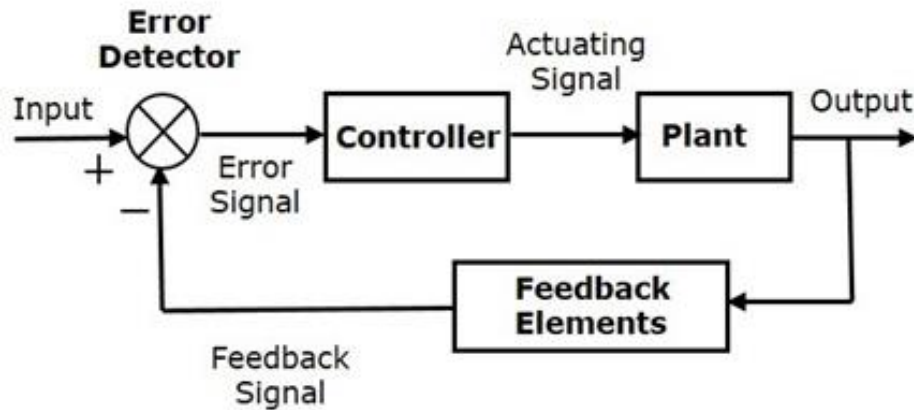 Error
Detector
Input
+
−
Error
Signal
Controller
Actuating
Signal
Plant
Output
Feedback
Elements
Feedback
Signal